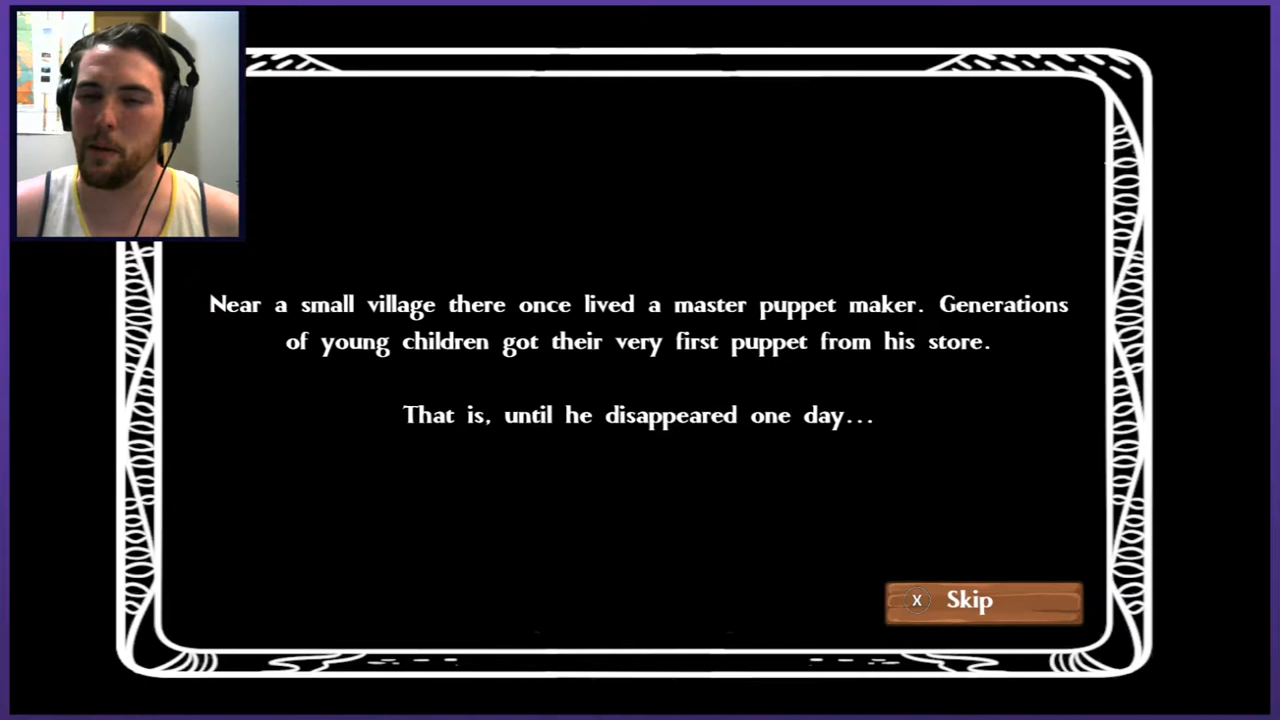 Near a small village there once lived a master puppet maker. Generations
of young children got their very first puppet from his store.
That is, until he disappeared one day...
X Skip